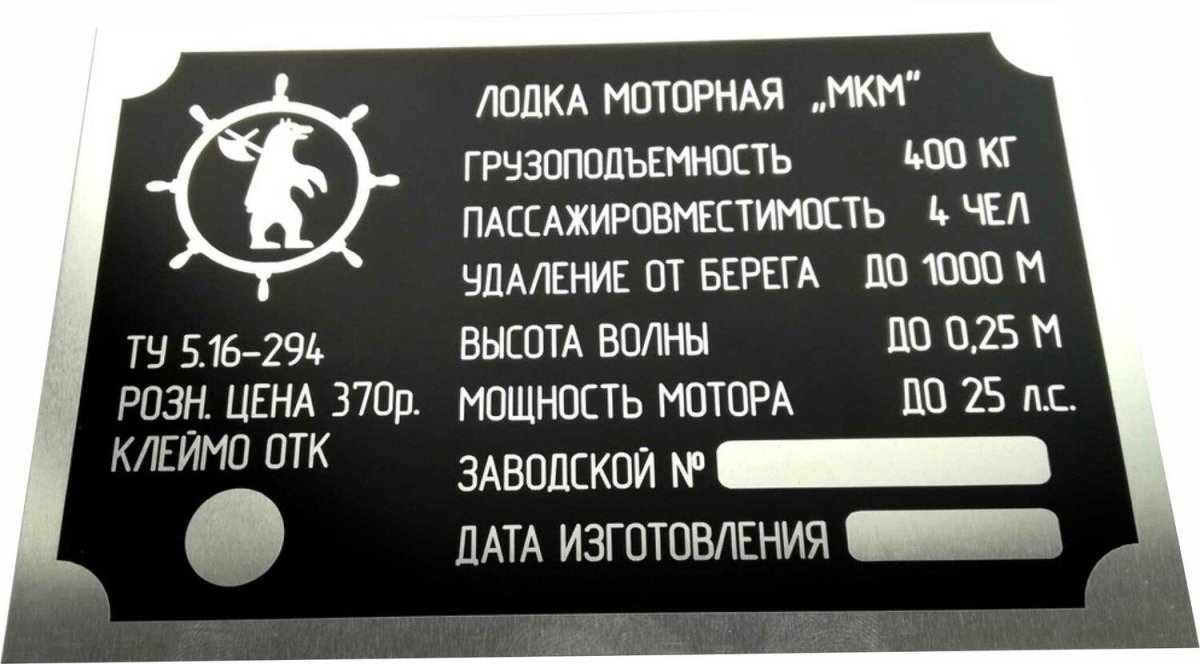 ЛОДКА МОТОРНАЯ „МКМ“
ГРУЗОПОДЪЕМНОСТЬ 400 КГ
ПАССАЖИРОВМЕСТИМОСТЬ 4 ЧЕЛ
УДАЛЕНИЕ ОТ БЕРЕГА ДО 1000 М
ВЫСОТА ВОЛНЫ ДО 0,25 М
МОЩНОСТЬ МОТОРА ДО 25 л.с.
ЗАВОДСКОЙ №
ДАТА ИЗГОТОВЛЕНИЯ
ТУ 5.16-294
РОЗН. ЦЕНА 370р.
КЛЕЙМО ОТК